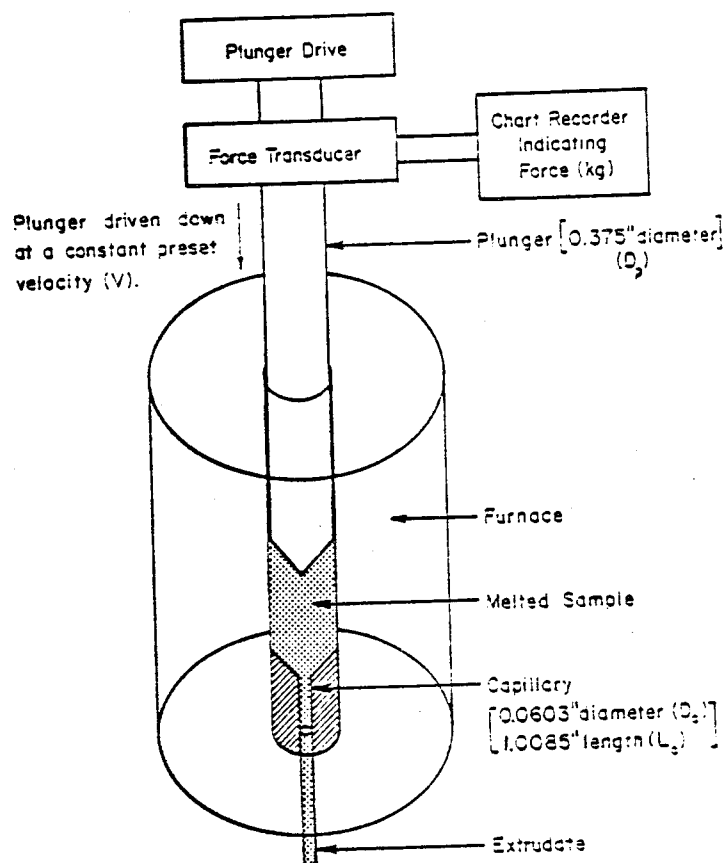 Plunger Drive
Force Transducer
Chart Recorder
Indicating
Force (kg)
Plunger driven down
at a constant preset
velocity (V).
Plunger [0.375" diameter]
(Dp)
Furnace
Melted Sample
Capillary
[0.0603" diameter (Dc)
1.0085" length (Lc)]
Extrudate